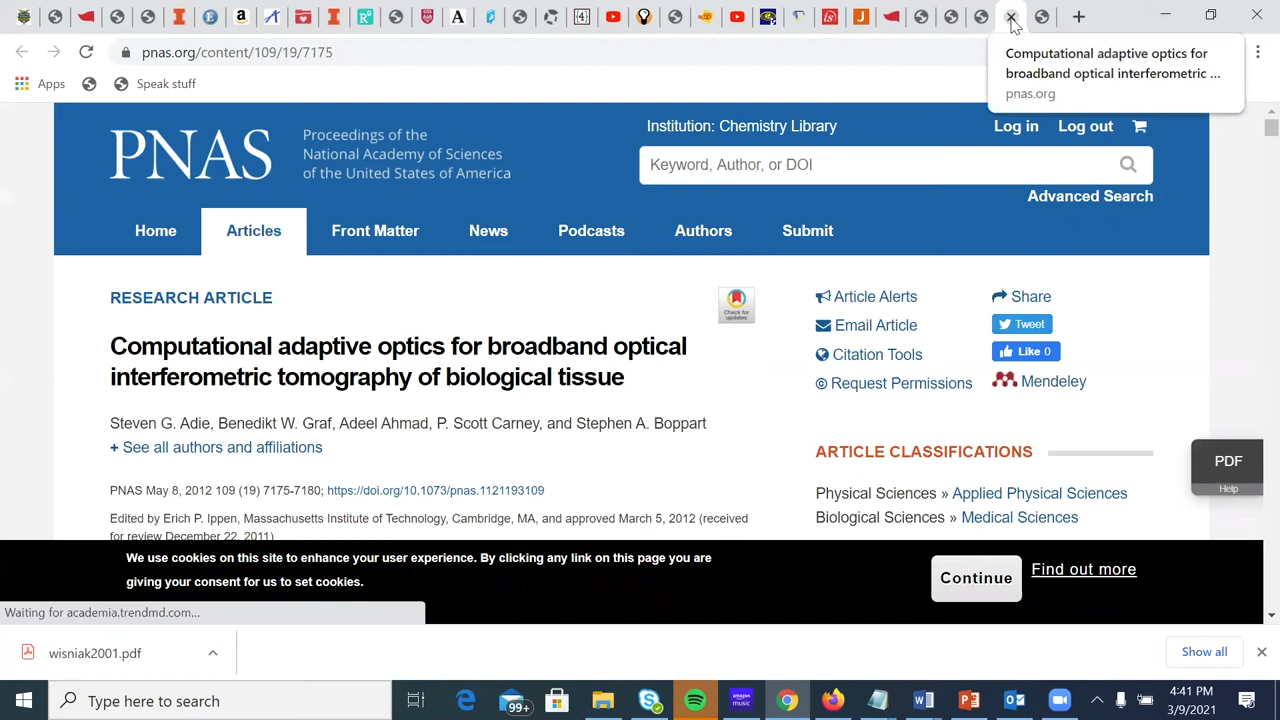 pnas.org/content/109/19/7175
Computational adaptive optics for
broadband optical interferometric ...
pnas.org
Apps
Speak stuff
PNAS
Proceedings of the
National Academy of Sciences
of the United States of America
Institution: Chemistry Library
Log in
Log out
Keyword, Author, or DOI
Advanced Search
Home
Articles
Front Matter
News
Podcasts
Authors
Submit
RESEARCH ARTICLE
Check for
updates
Computational adaptive optics for broadband optical
interferometric tomography of biological tissue
Steven G. Adie, Benedikt W. Graf, Adeel Ahmad, P. Scott Carney, and Stephen A. Boppart
+ See all authors and affiliations
PNAS May 8, 2012 109 (19) 7175-7180; https://doi.org/10.1073/pnas.1121193109
Edited by Erich P. Ippen, Massachusetts Institute of Technology, Cambridge, MA, and approved March 5, 2012 (received
for review December 22, 2011)
Article Alerts
Share
Email Article
Tweet
Citation Tools
Like 0
© Request Permissions
Mendeley
ARTICLE CLASSIFICATIONS
Physical Sciences » Applied Physical Sciences
Biological Sciences » Medical Sciences
PDF
Help
We use cookies on this site to enhance your user experience. By clicking any link on this page you are
giving your consent for us to set cookies.
Continue
Find out more
Waiting for academia.trendmd.com...
wisniak2001.pdf
Show all
Type here to search
99+
amazon
music
4:41 PM
3/9/2021